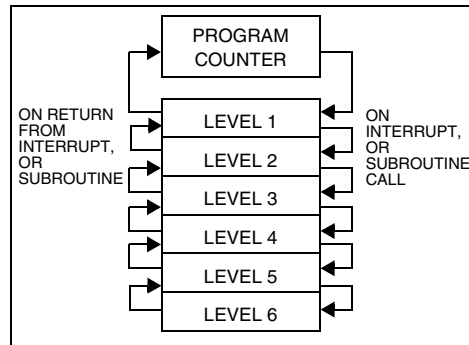 PROGRAM
COUNTER
ON RETURN
FROM
INTERRUPT,
OR
SUBROUTINE
LEVEL 1
LEVEL 2
LEVEL 3
LEVEL 4
LEVEL 5
LEVEL 6
ON
INTERRUPT,
OR
SUBROUTINE
CALL